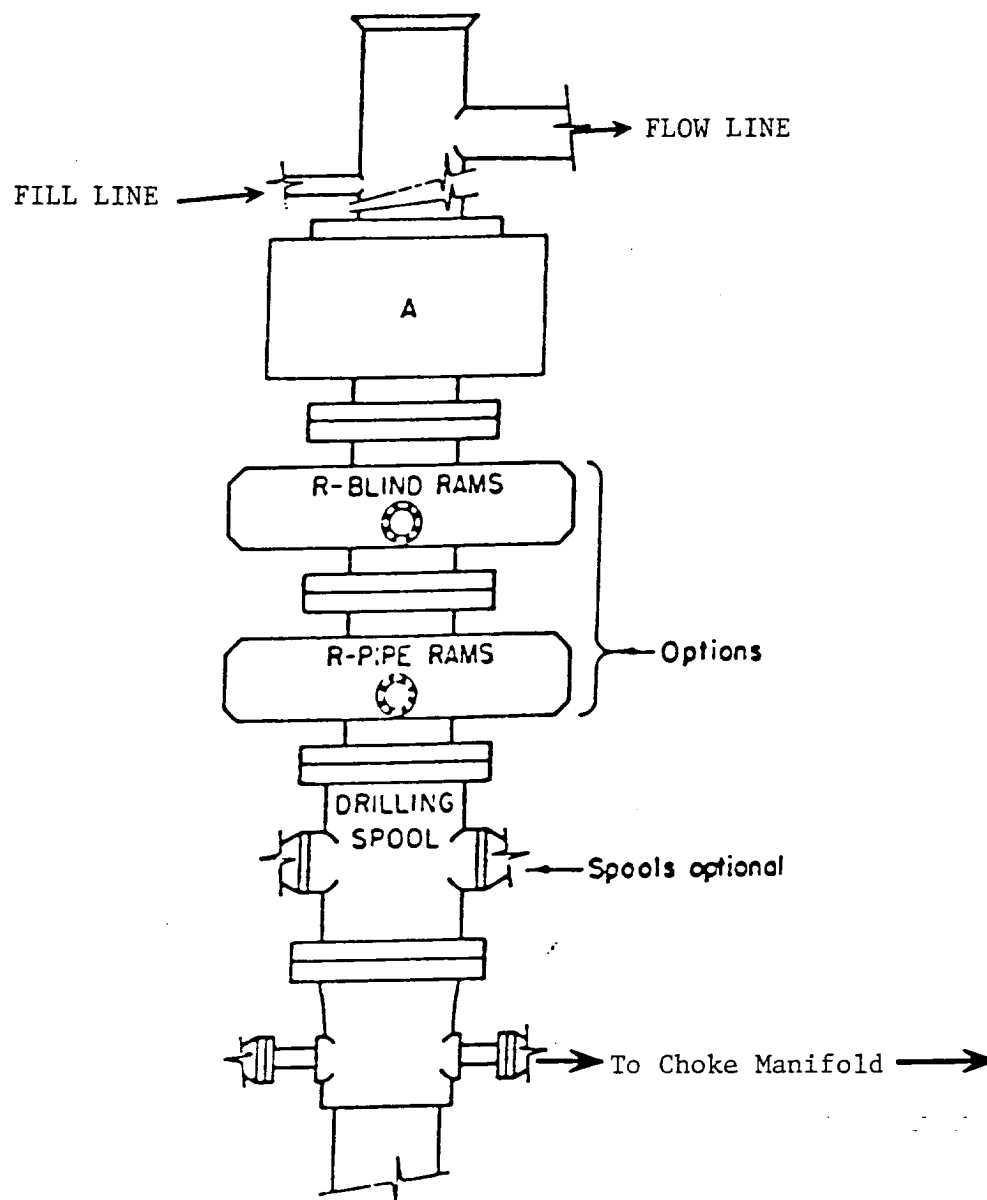 FLOW LINE
FILL LINE
A
R-BLIND RAMS
R-PIPE RAMS
Options
DRILLING
SPOOL
Spools optional
To Choke Manifold